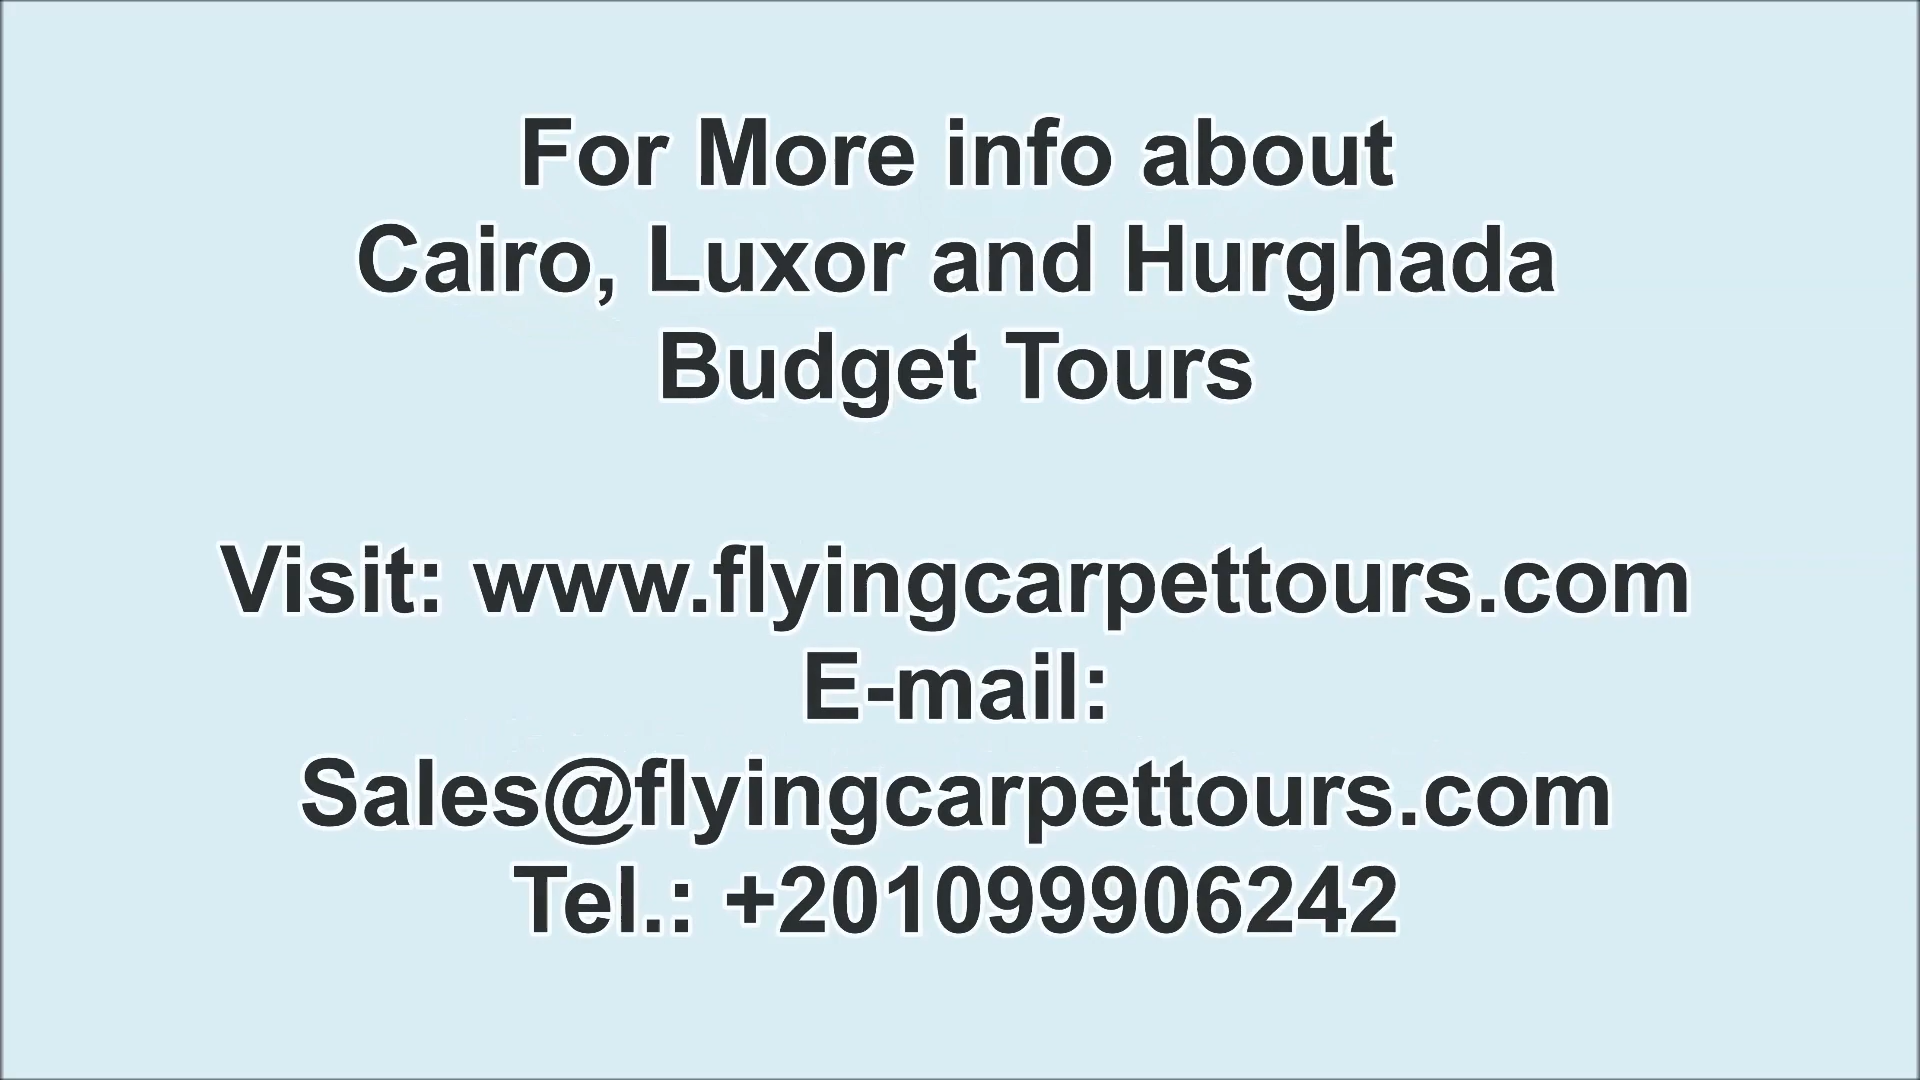 For More info about
Cairo, Luxor and Hurghada
Budget Tours
Visit: www.flyingcarpettours.com
E-mail:
Sales@flyingcarpettours.com
Tel.: +201099906242